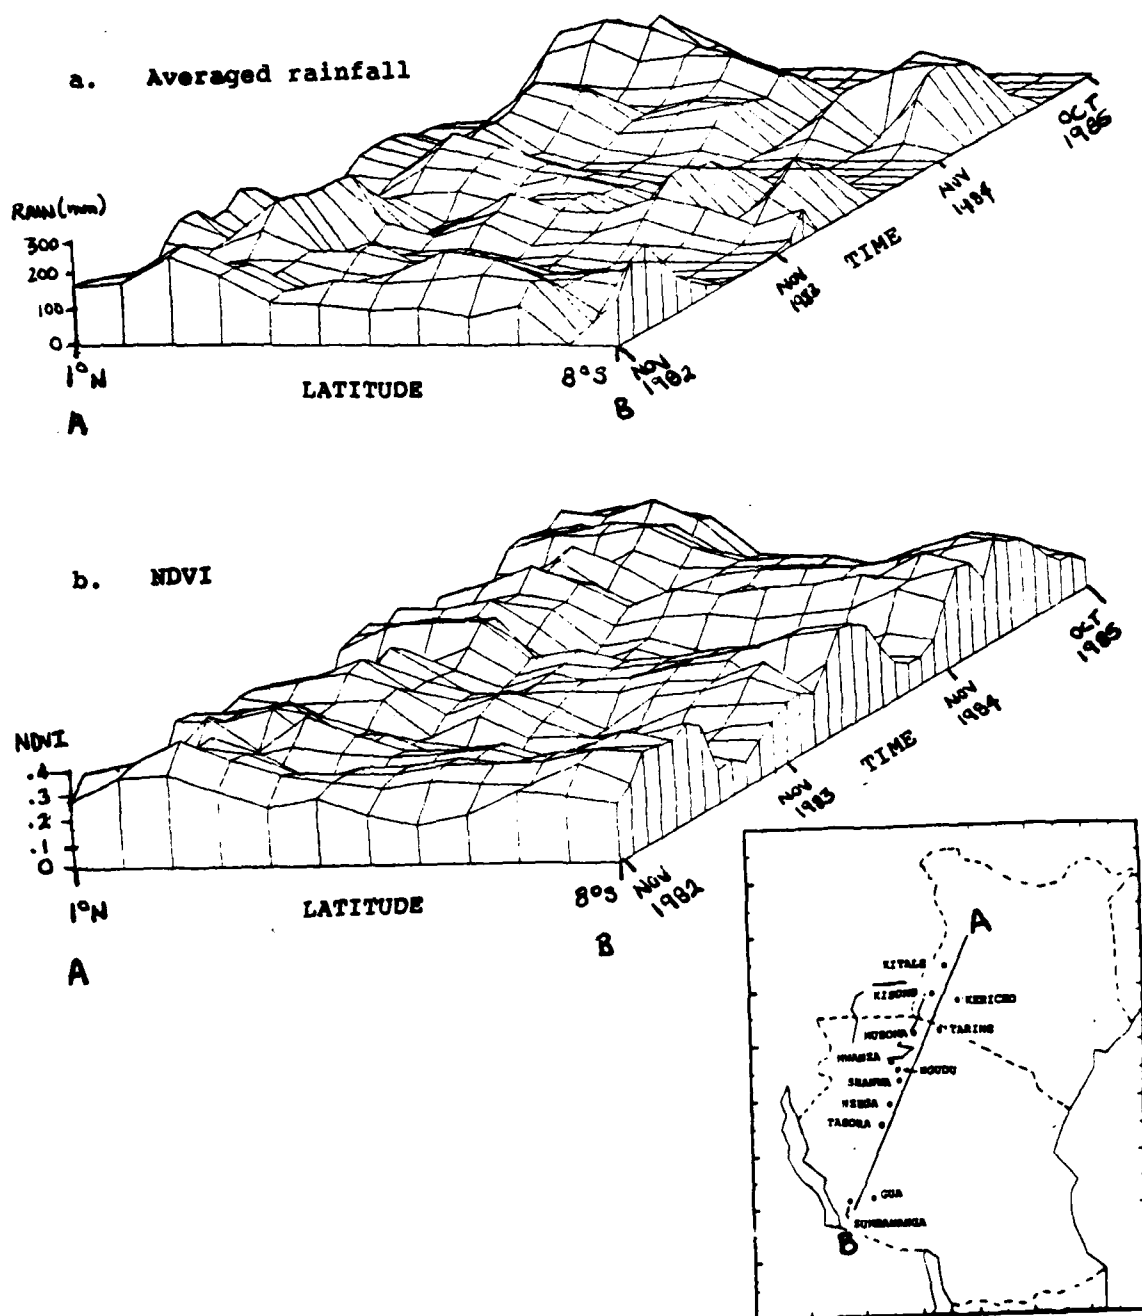 a. Averaged rainfall
RAIN (mm)
300
200
100
0
1°N
LATITUDE
8°S
A
B
NOV
1982
NOV
1983
TIME
NOV
1984
OCT
1985
b. NDVI
NDVI
.4
.3
.2
.1
0
1°N
LATITUDE
8°S
A
B
NOV
1982
NOV
1983
TIME
NOV
1984
OCT
1985
A
KITALE
KISUMU
KERICHO
MUSOMA
TARIME
MWANZA
NGUDU
SHANWA
NZEGA
TABORA
GUA
SUMBAWANGA
B